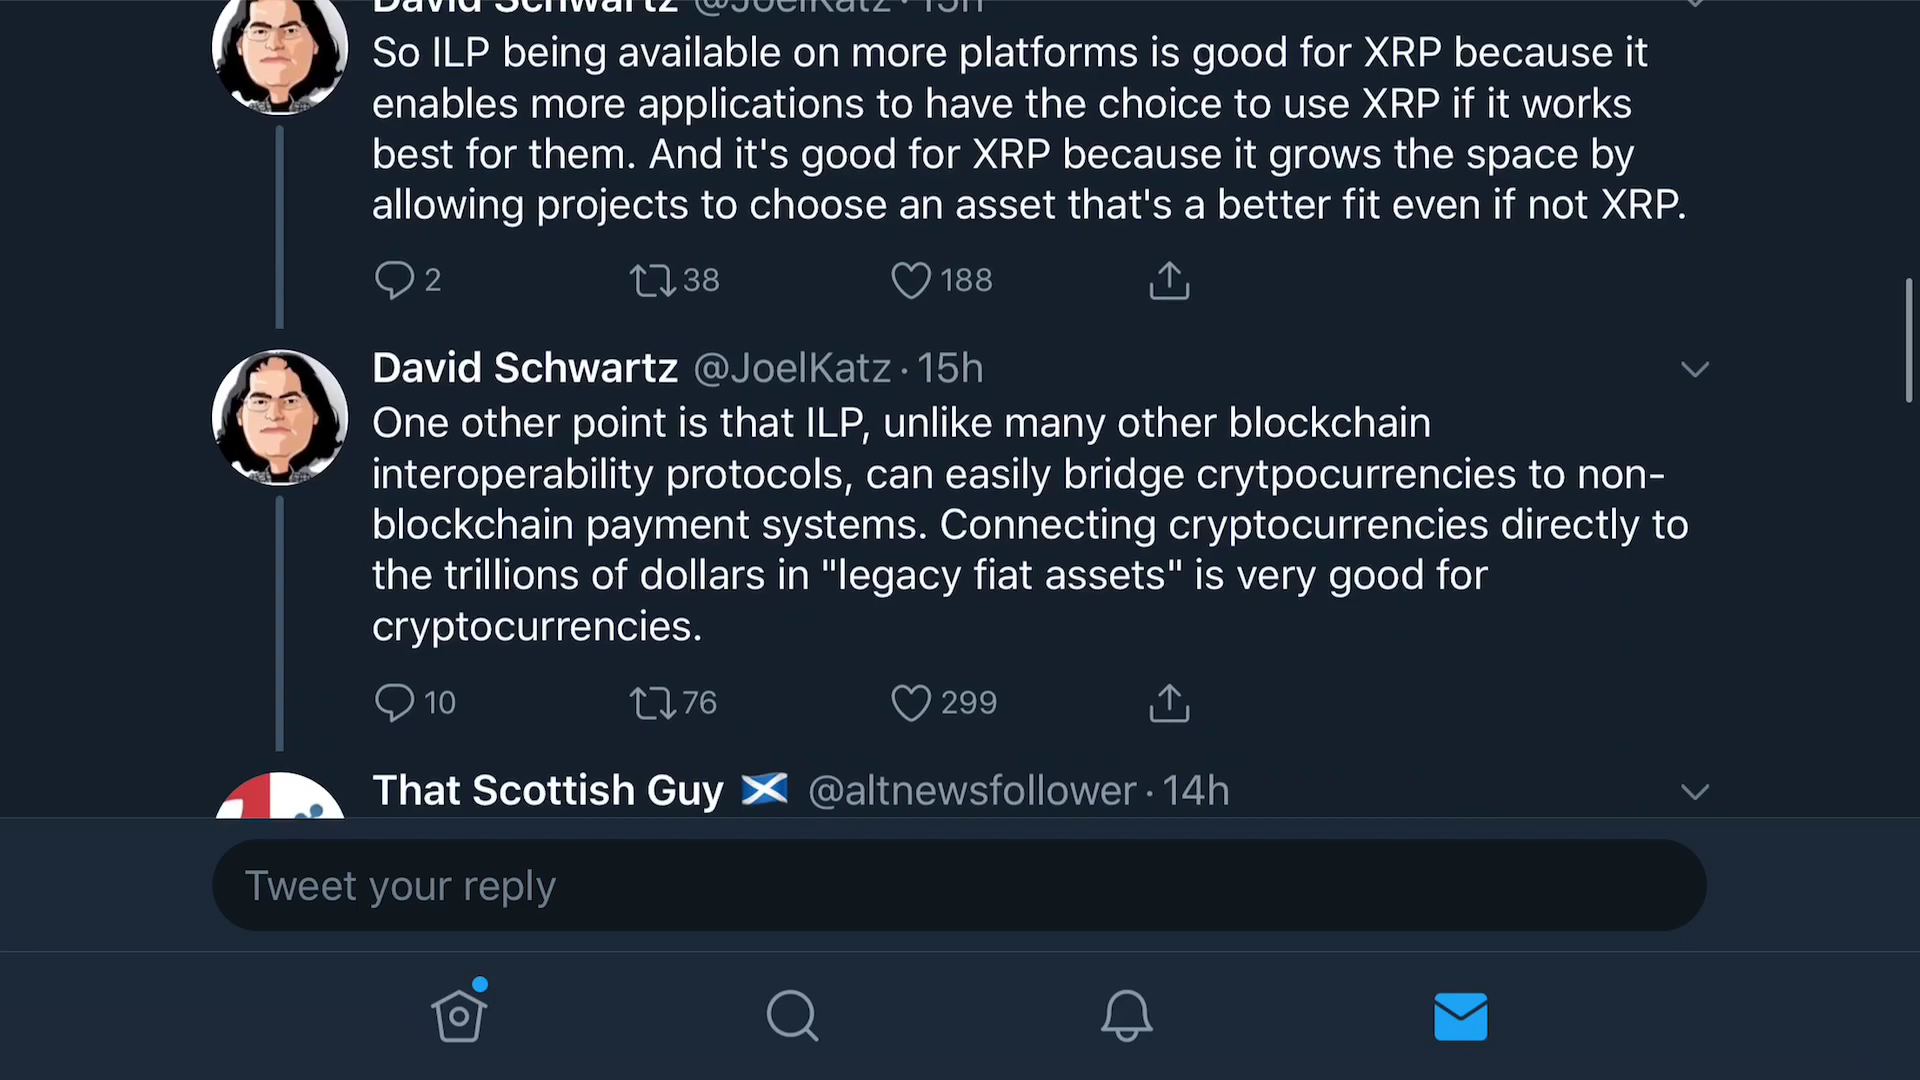 David Schwartz @JoelKatz · 15h
So ILP being available on more platforms is good for XRP because it
enables more applications to have the choice to use XRP if it works
best for them. And it's good for XRP because it grows the space by
allowing projects to choose an asset that's a better fit even if not XRP.
2 38 188
David Schwartz @JoelKatz · 15h
One other point is that ILP, unlike many other blockchain
interoperability protocols, can easily bridge crytpocurrencies to non-
blockchain payment systems. Connecting cryptocurrencies directly to
the trillions of dollars in "legacy fiat assets" is very good for
cryptocurrencies.
10 76 299
That Scottish Guy 🏴󠁧󠁢󠁳󠁣󠁴󠁿 @altnewsfollower · 14h
Tweet your reply